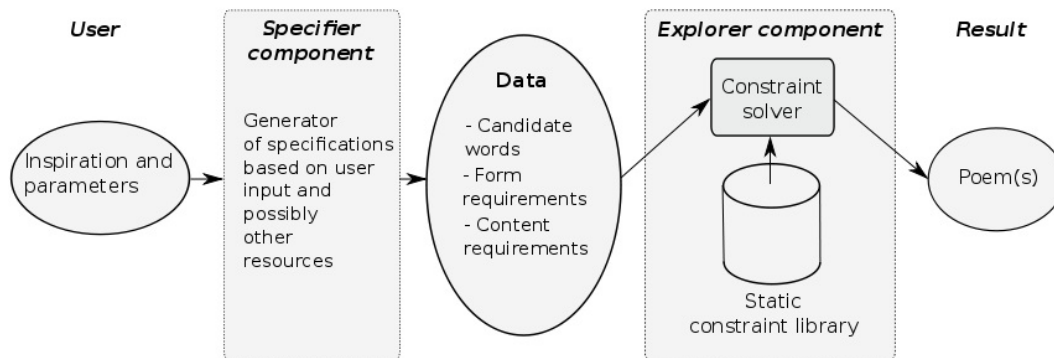 User
Specifier
component
Explorer component
Result
Inspiration and
parameters
Generator
of specifications
based on user
input and
possibly
other
resources
Data
- Candidate
words
- Form
requirements
- Content
requirements
Constraint
solver
Static
constraint library
Poem(s)